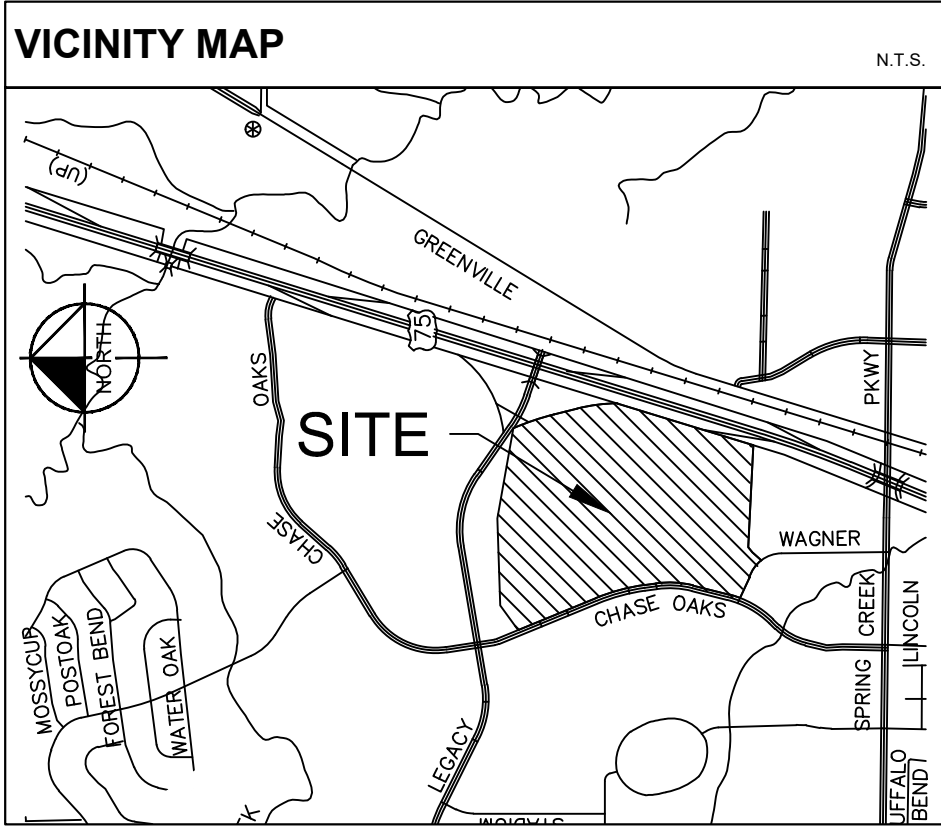 VICINITY MAP
N.T.S.
(UP)
GREENVILLE
75
NORTH
OAKS
PKWY
SITE
CHASE
WAGNER
CHASE OAKS
MOSSYCUP
POSTOAK
FOREST BEND
WATER OAK
SPRING CREEK
LINCOLN
LEGACY
UFFALO
BEND
K